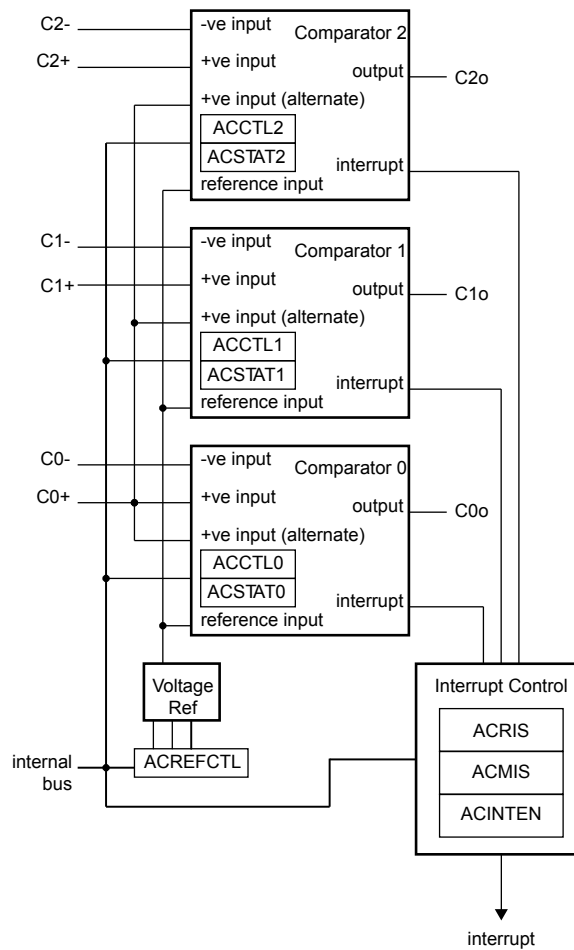 C2-
-ve input
Comparator 2
C2+
+ve input
output
C2o
+ve input (alternate)
ACCTL2
ACSTAT2
interrupt
reference input
C1-
-ve input
Comparator 1
C1+
+ve input
output
C1o
+ve input (alternate)
ACCTL1
ACSTAT1
interrupt
reference input
C0-
-ve input
Comparator 0
C0+
+ve input
output
C0o
+ve input (alternate)
ACCTL0
ACSTAT0
interrupt
reference input
Voltage
Ref
Interrupt Control
ACRIS
internal
bus
ACREFCTL
ACMIS
ACINTEN
interrupt